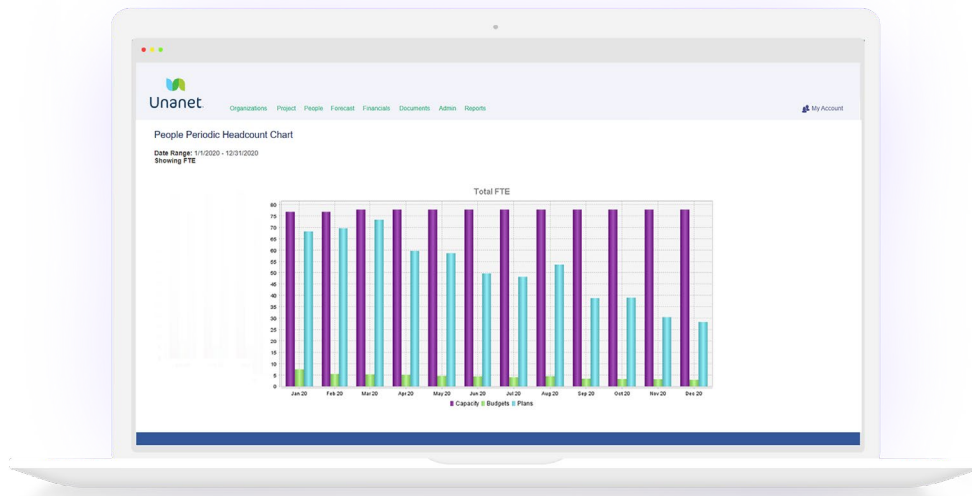 Unanet
Organizations Project People Forecast Financials Documents Admin Reports
My Account
People Periodic Headcount Chart
Date Range: 1/1/2020 - 12/31/2020
Showing FTE
Total FTE
80
75
70
65
60
55
50
45
40
35
30
25
20
15
10
5
0
Jan 20 Feb 20 Mar 20 Apr 20 May 20 Jun 20 Jul 20 Aug 20 Sep 20 Oct 20 Nov 20 Dec 20
Capacity Budgets Plans